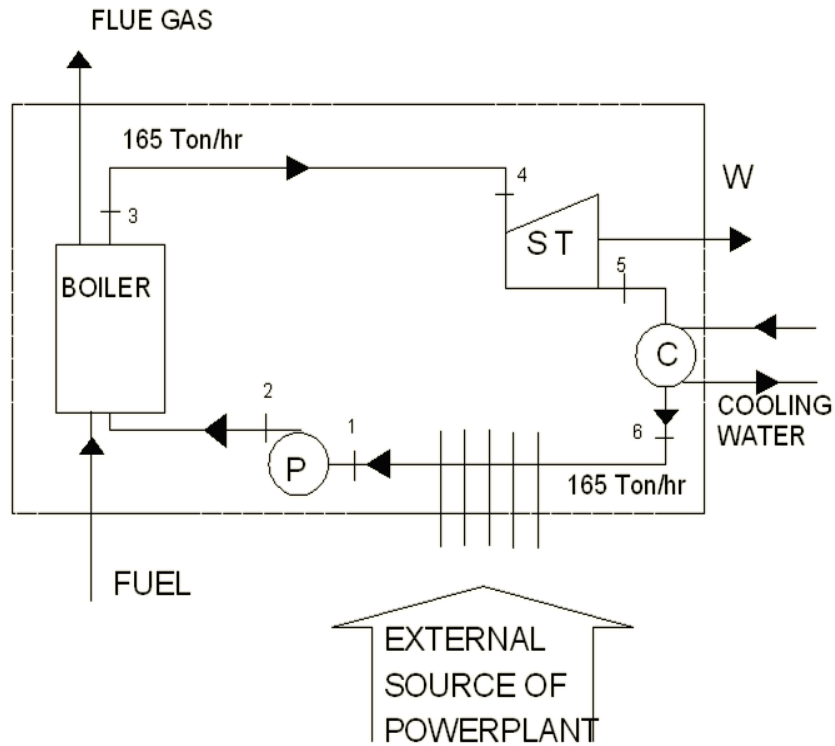 FLUE GAS
165 Ton/hr
3
4
W
S T
5
BOILER
C
COOLING
WATER
2
1
6
P
165 Ton/hr
FUEL
EXTERNAL
SOURCE OF
POWERPLANT